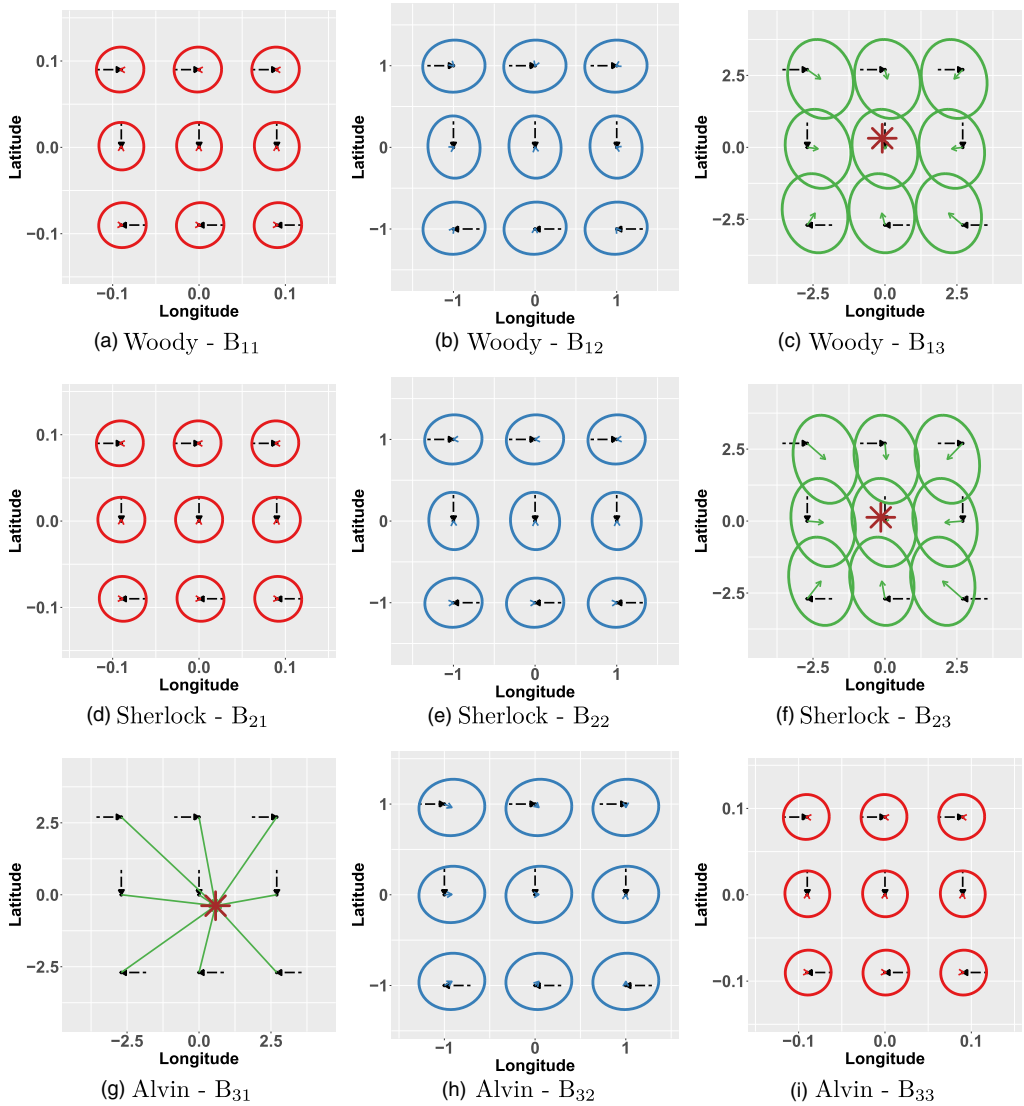 Latitude
0.1
0.0
−0.1
−0.1 0.0 0.1
Longitude
(a) Woody - B₁₁
Latitude
1
0
−1
−1 0 1
Longitude
(b) Woody - B₁₂
Latitude
2.5
0.0
−2.5
−2.5 0.0 2.5
Longitude
(c) Woody - B₁₃
Latitude
0.1
0.0
−0.1
−0.1 0.0 0.1
Longitude
(d) Sherlock - B₂₁
Latitude
1
0
−1
−1 0 1
Longitude
(e) Sherlock - B₂₂
Latitude
2.5
0.0
−2.5
−2.5 0.0 2.5
Longitude
(f) Sherlock - B₂₃
Latitude
2.5
0.0
−2.5
−2.5 0.0 2.5
Longitude
(g) Alvin - B₃₁
Latitude
1
0
−1
−1 0 1
Longitude
(h) Alvin - B₃₂
Latitude
0.1
0.0
−0.1
−0.1 0.0 0.1
Longitude
(i) Alvin - B₃₃